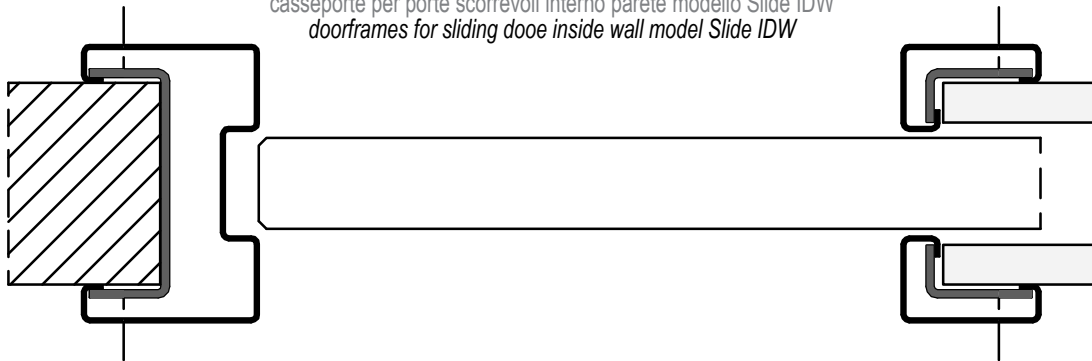 casseporte per porte scorrevoli interno parete modello Slide IDW
doorframes for sliding dooe inside wall model Slide IDW